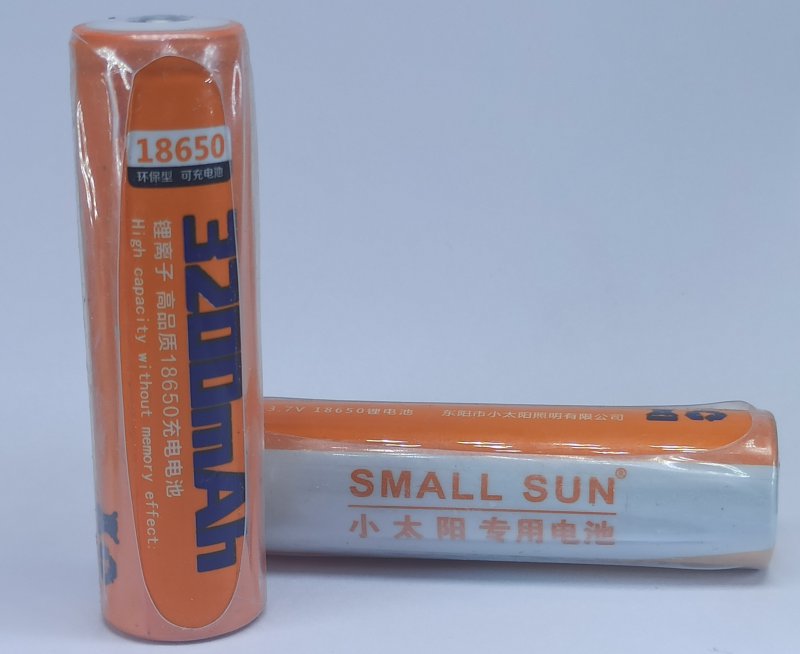 18650
环保型 可充电池
3200mAh
锂离子 高品质18650充电电池
High capacity without memory effect:
3.7V 18650锂电池 东阳市小太阳照明有限公司
SMALL SUN®
小太阳 专用电池